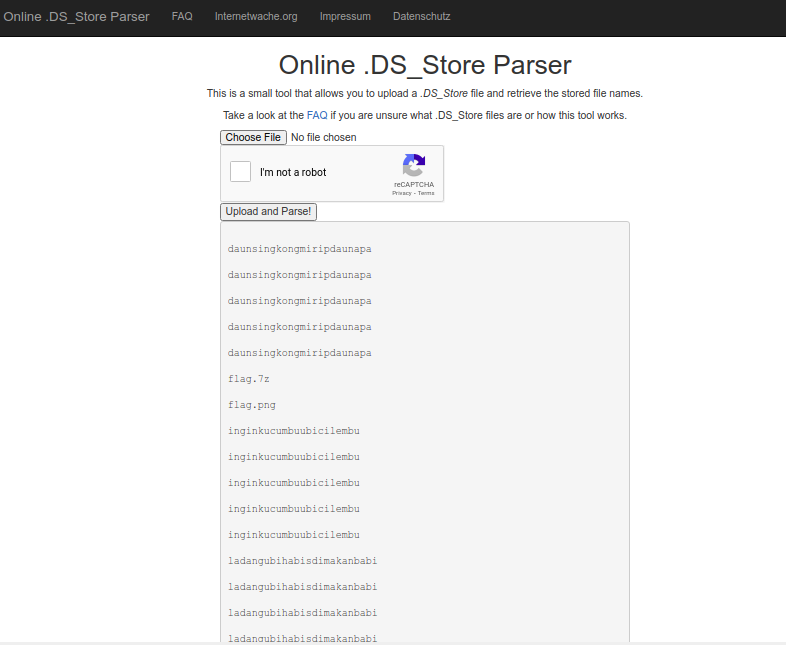 Online .DS_Store Parser FAQ Internetwache.org Impressum Datenschutz
Online .DS_Store Parser
This is a small tool that allows you to upload a .DS_Store file and retrieve the stored file names.
Take a look at the FAQ if you are unsure what .DS_Store files are or how this tool works.
Choose File No file chosen
I'm not a robot
reCAPTCHA
Privacy - Terms
Upload and Parse!
daunsingkongmiripdaunapa
daunsingkongmiripdaunapa
daunsingkongmiripdaunapa
daunsingkongmiripdaunapa
daunsingkongmiripdaunapa
flag.7z
flag.png
inginkucumbuubicilembu
inginkucumbuubicilembu
inginkucumbuubicilembu
inginkucumbuubicilembu
inginkucumbuubicilembu
ladangubihabisdimakanbabi
ladangubihabisdimakanbabi
ladangubihabisdimakanbabi
ladangubihabisdimakanbabi